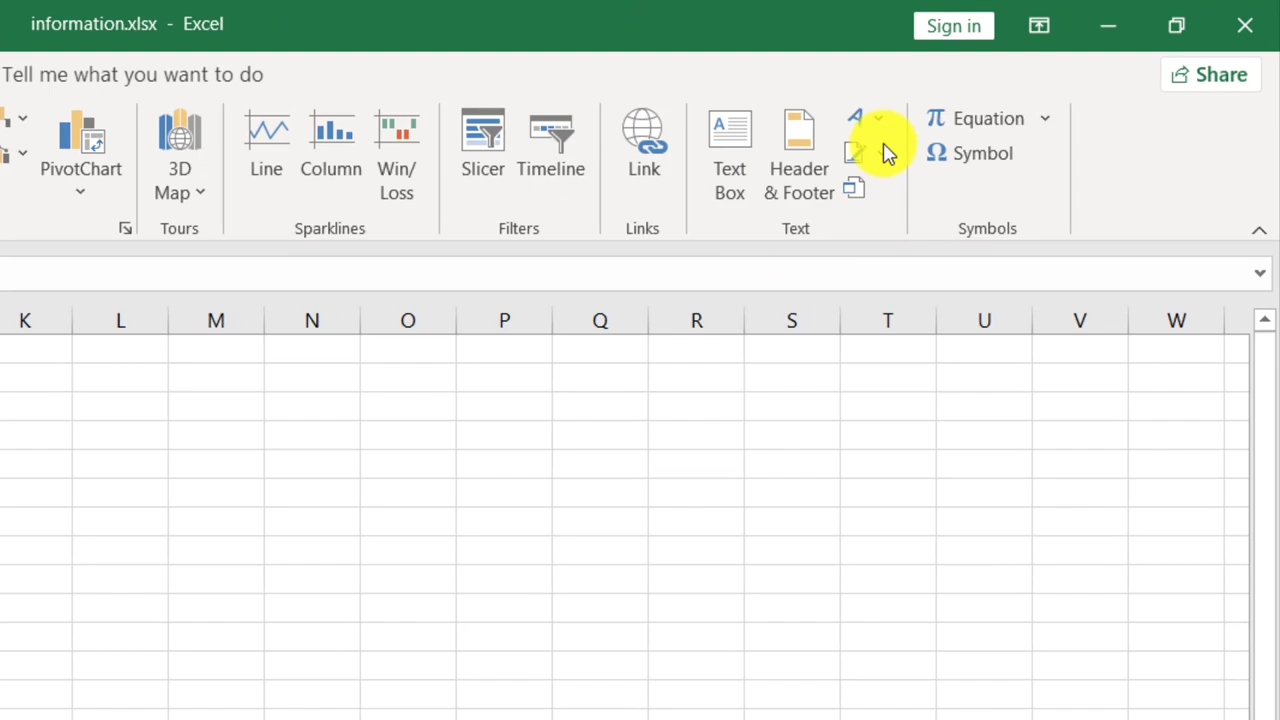 information.xlsx - Excel
Sign in
Tell me what you want to do
Share
PivotChart
3D
Map
Tours
Line
Column
Win/
Loss
Sparklines
Slicer
Timeline
Filters
Link
Links
A
Text
Box
Header
& Footer
A
Text
π Equation
Ω Symbol
Symbols
K L M N O P Q R S T U V W